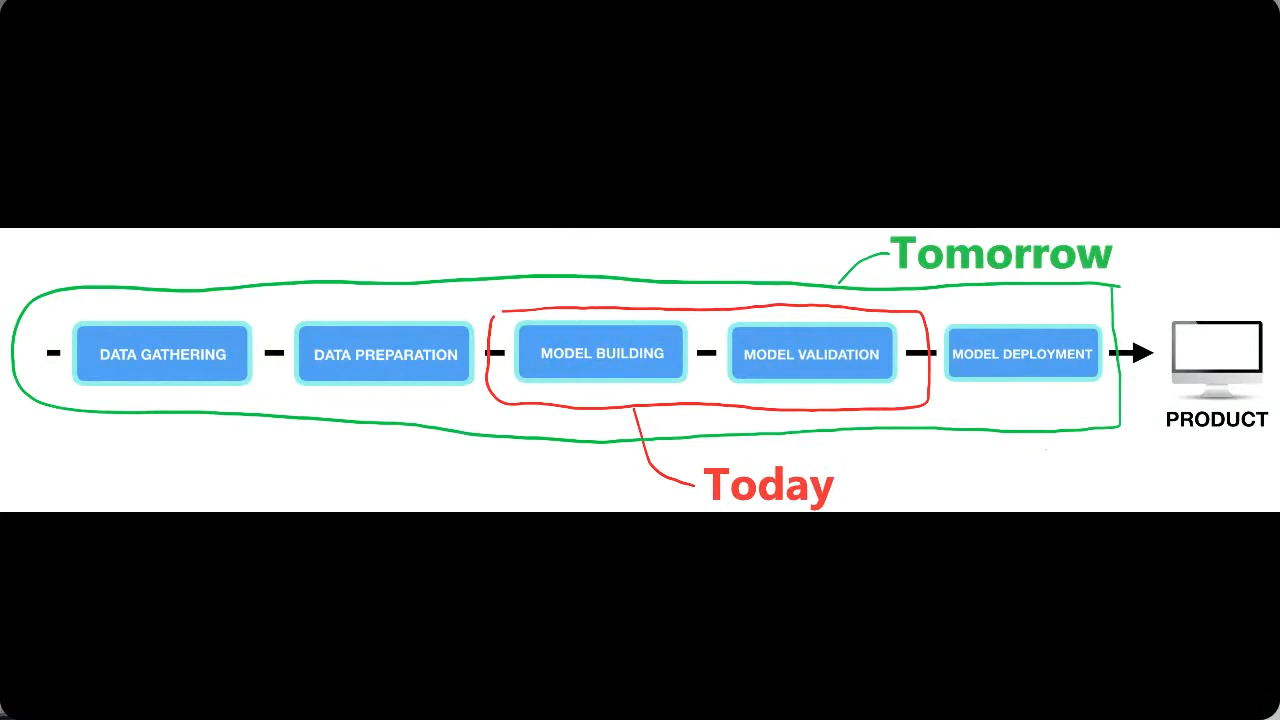 Tomorrow
DATA GATHERING
DATA PREPARATION
MODEL BUILDING
MODEL VALIDATION
MODEL DEPLOYMENT
PRODUCT
Today